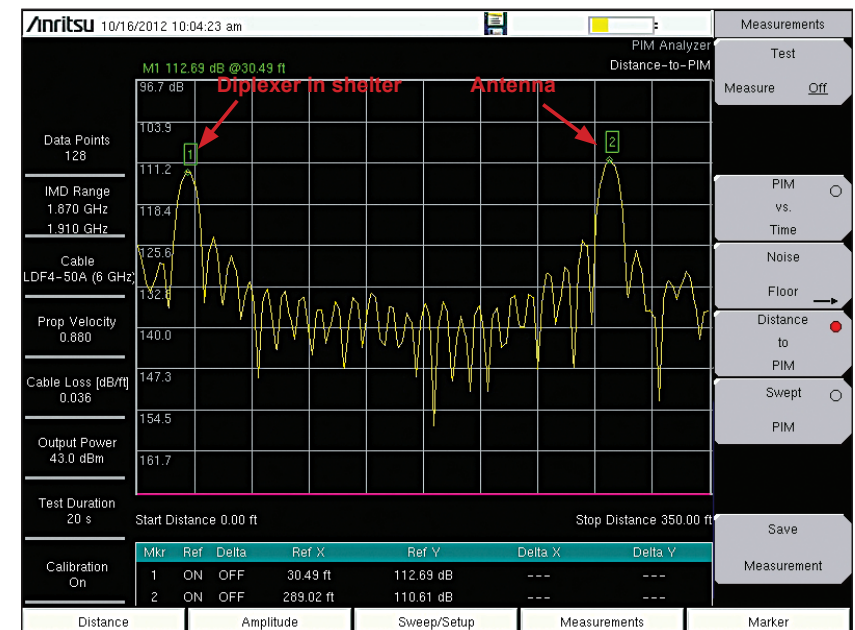 Anritsu 10/16/2012 10:04:23 am
Measurements
PIM Analyzer
M1 112.69 dB @30.49 ft
Distance-to-PIM
Diplexer in shelter
Antenna
96.7 dB
103.9
111.2
118.4
125.6
132.8
140.0
147.3
154.5
161.7
1
2
Data Points
128
IMD Range
1.870 GHz
1.910 GHz
Cable
LDF4-50A (6 GHz)
Prop Velocity
0.880
Cable Loss [dB/ft]
0.036
Output Power
43.0 dBm
Test Duration
20 s
Calibration
On
Start Distance 0.00 ft
Stop Distance 350.00 ft
Mkr Ref Delta Ref X Ref Y Delta X Delta Y
1 ON OFF 30.49 ft 112.69 dB --- ---
2 ON OFF 289.02 ft 110.61 dB --- ---
Test
Measure Off
PIM
vs.
Time
Noise
Floor
Distance
to
PIM
Swept
PIM
Save
Measurement
Distance
Amplitude
Sweep/Setup
Measurements
Marker